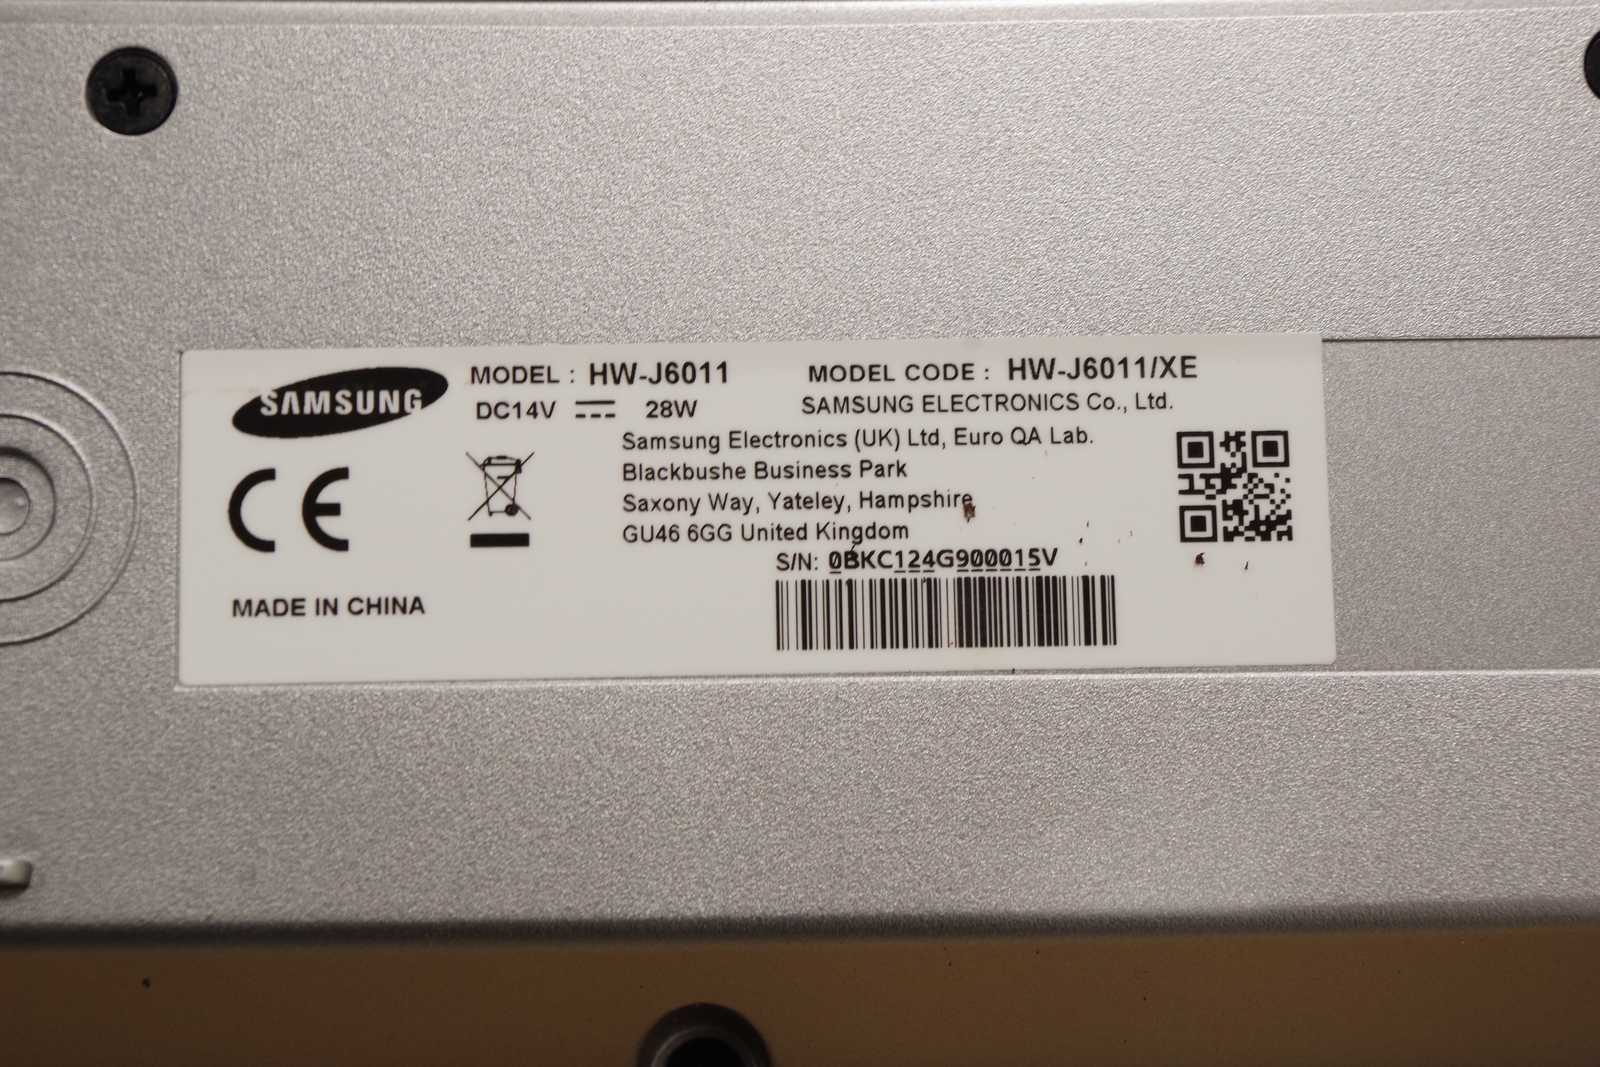 SAMSUNG
MODEL : HW-J6011
MODEL CODE : HW-J6011/XE
DC14V 28W
SAMSUNG ELECTRONICS Co., Ltd.
Samsung Electronics (UK) Ltd, Euro QA Lab.
Blackbushe Business Park
Saxony Way, Yateley, Hampshire
GU46 6GG United Kingdom
S/N: 0BKC124G900015V
CE
MADE IN CHINA